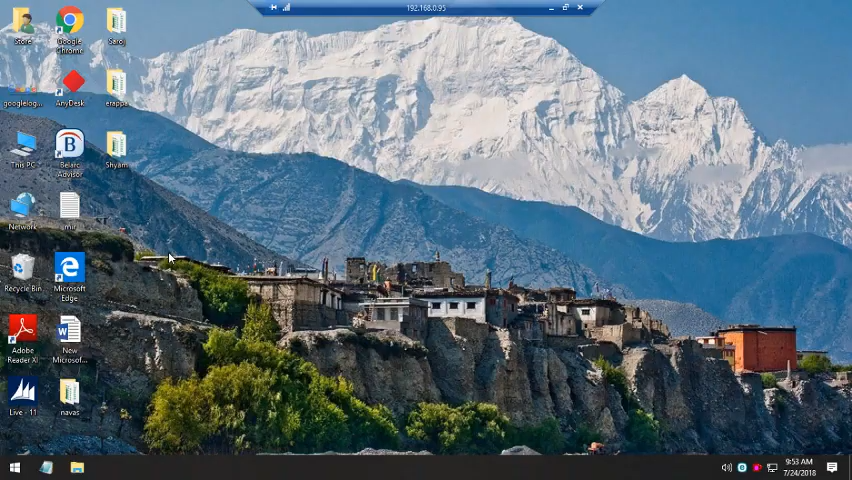 192.168.0.95
Store
Google
Chrome
Saroj
googlelog...
AnyDesk
erappa
This PC
Belarc
Advisor
Shyam
Network
mir
Recycle Bin
Microsoft
Edge
Adobe
Reader XI
New
Microsof...
Live - 11
navas
9:53 AM
7/24/2018